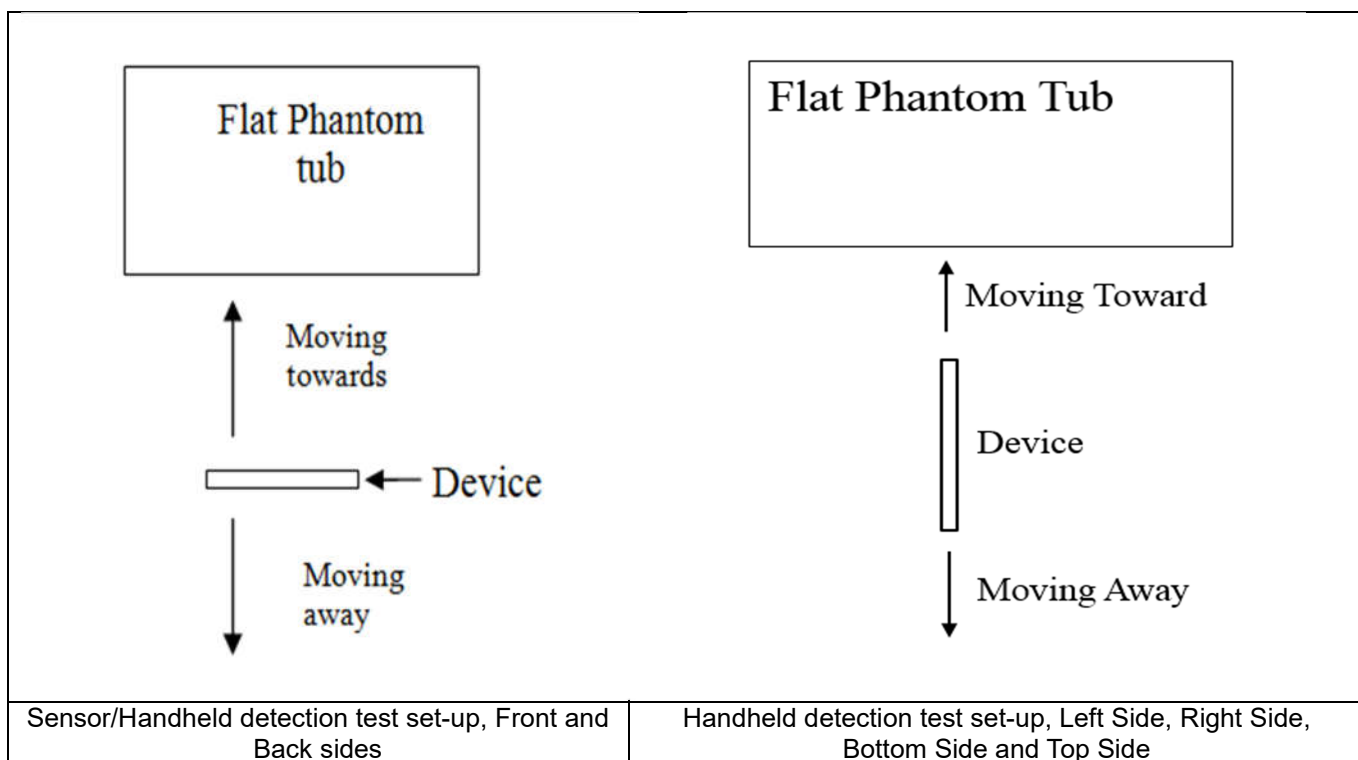 Flat Phantom
tub
Moving
towards
Device
Moving
away
Flat Phantom Tub
Moving Toward
Device
Moving Away
Sensor/Handheld detection test set-up, Front and
Back sides
Handheld detection test set-up, Left Side, Right Side,
Bottom Side and Top Side